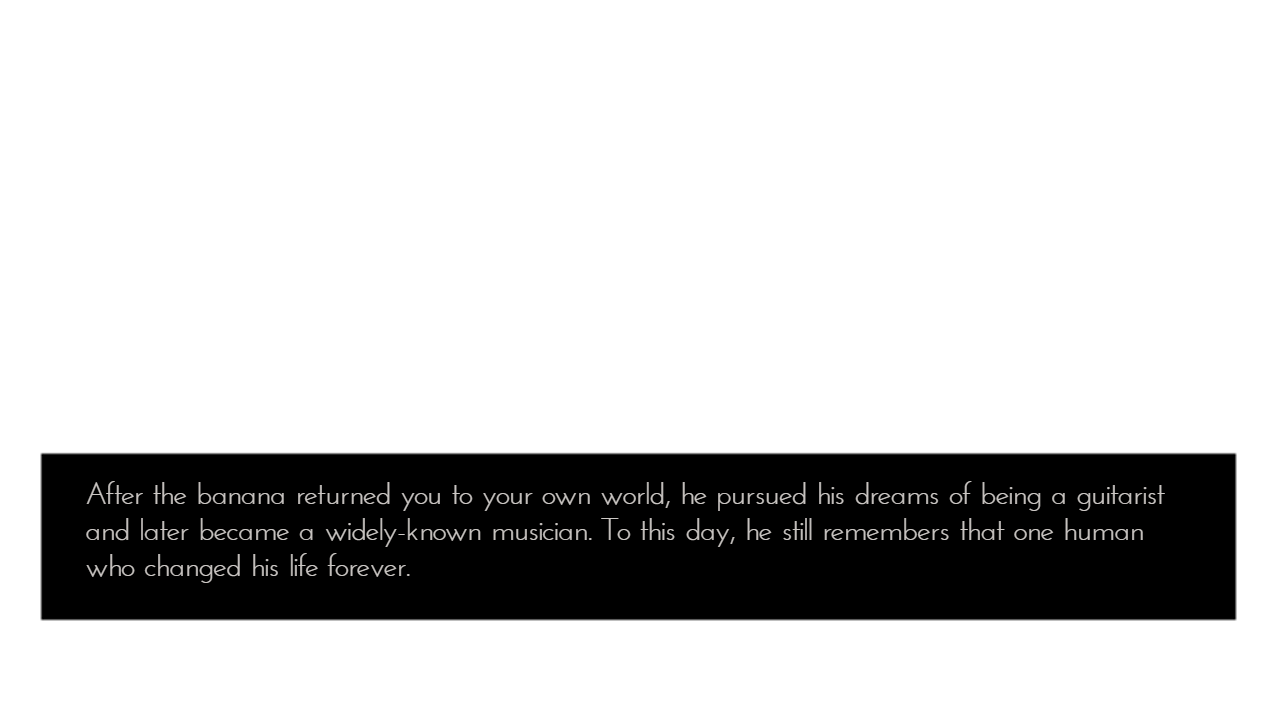 After the banana returned you to your own world, he pursued his dreams of being a guitarist
and later became a widely-known musician. To this day, he still remembers that one human
who changed his life forever.